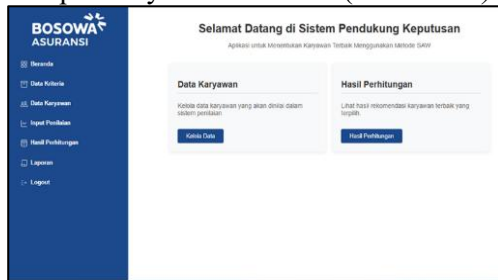 BOSOWA
ASURANSI
Beranda
Data Kriteria
Data Karyawan
Input Penilaian
Hasil Perhitungan
Laporan
Logout
Selamat Datang di Sistem Pendukung Keputusan
Aplikasi untuk Menentukan Karyawan Terbaik Menggunakan Metode SAW
Data Karyawan
Kelola data karyawan yang akan dinilai dalam
sistem penilaian
Kelola Data
Hasil Perhitungan
Lihat hasil rekomendasi karyawan terbaik yang
terpilih.
Hasil Perhitungan